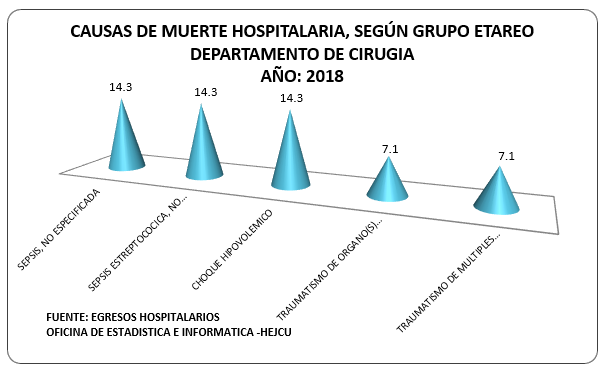 CAUSAS DE MUERTE HOSPITALARIA, SEGÚN GRUPO ETAREO
DEPARTAMENTO DE CIRUGIA
AÑO: 2018
14.3
14.3
14.3
7.1
7.1
SEPSIS, NO ESPECIFICADA
SEPSIS ESTREPTOCOCICA, NO...
CHOQUE HIPOVOLEMICO
TRAUMATISMO DE ORGANO(S)...
TRAUMATISMO DE MULTIPLES...
FUENTE: EGRESOS HOSPITALARIOS
OFICINA DE ESTADISTICA E INFORMATICA -HEJCU